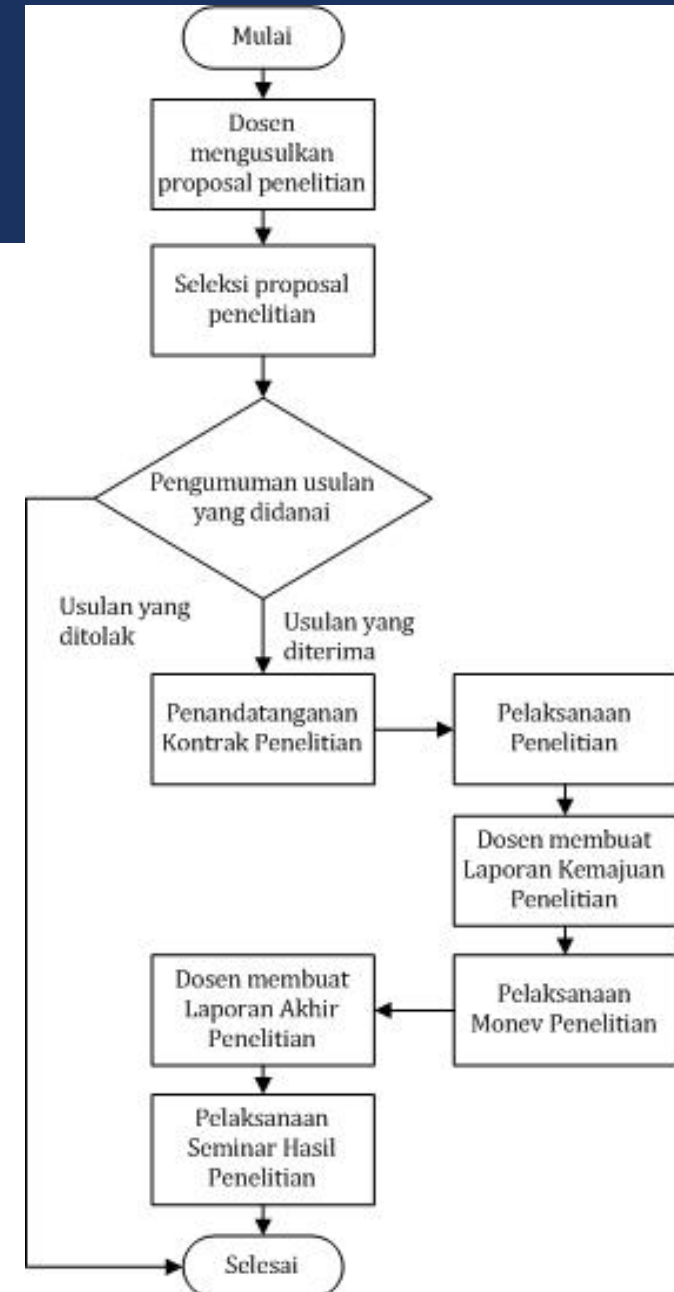 Mulai
Dosen
mengusulkan
proposal penelitian
Seleksi proposal
penelitian
Pengumuman usulan
yang didanai
Usulan yang
ditolak
Usulan yang
diterima
Penandatanganan
Kontrak Penelitian
Pelaksanaan
Penelitian
Dosen membuat
Laporan Kemajuan
Penelitian
Pelaksanaan
Monev Penelitian
Dosen membuat
Laporan Akhir
Penelitian
Pelaksanaan
Seminar Hasil
Penelitian
Selesai